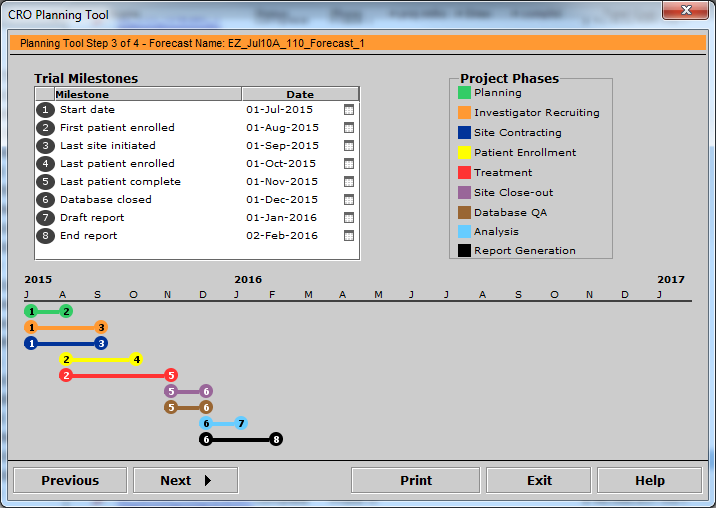 CRO Planning Tool
Planning Tool Step 3 of 4 - Forecast Name: EZ_Jul10A_110_Forecast_1
Trial Milestones
Milestone Date
1 Start date 01-Jul-2015
2 First patient enrolled 01-Aug-2015
3 Last site initiated 01-Sep-2015
4 Last patient enrolled 01-Oct-2015
5 Last patient complete 01-Nov-2015
6 Database closed 01-Dec-2015
7 Draft report 01-Jan-2016
8 End report 02-Feb-2016
Project Phases
Planning
Investigator Recruiting
Site Contracting
Patient Enrollment
Treatment
Site Close-out
Database QA
Analysis
Report Generation
2015 2016 2017
J A S O N D J F M A M J J A S O N D J
1 2
1 3
1 3
2 4
2 5
5 6
5 6
6 7
6 8
Previous Next Print Exit Help